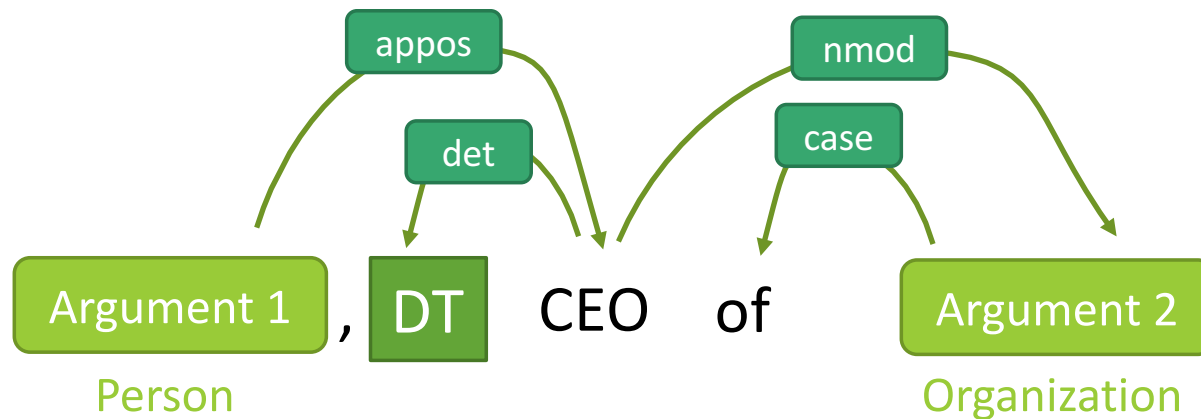 appos nmod
det case
Argument 1 , DT CEO of Argument 2
Person Organization